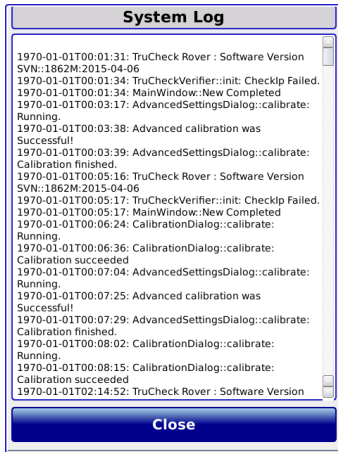 System Log
1970-01-01T00:01:31: TruCheck Rover : Software Version
SVN::1862M:2015-04-06
1970-01-01T00:01:34: TruCheckVerifier::init: CheckIp Failed.
1970-01-01T00:01:34: MainWindow::New Completed
1970-01-01T00:03:17: AdvancedSettingsDialog::calibrate:
Running.
1970-01-01T00:03:38: Advanced calibration was
Successful!
1970-01-01T00:03:39: AdvancedSettingsDialog::calibrate:
Calibration finished.
1970-01-01T00:05:16: TruCheck Rover : Software Version
SVN::1862M:2015-04-06
1970-01-01T00:05:17: TruCheckVerifier::init: CheckIp Failed.
1970-01-01T00:05:17: MainWindow::New Completed
1970-01-01T00:06:24: CalibrationDialog::calibrate:
Running.
1970-01-01T00:06:36: CalibrationDialog::calibrate:
Calibration succeeded
1970-01-01T00:07:04: AdvancedSettingsDialog::calibrate:
Running.
1970-01-01T00:07:25: Advanced calibration was
Successful!
1970-01-01T00:07:29: AdvancedSettingsDialog::calibrate:
Calibration finished.
1970-01-01T00:08:02: CalibrationDialog::calibrate:
Running.
1970-01-01T00:08:15: CalibrationDialog::calibrate:
Calibration succeeded
1970-01-01T02:14:52: TruCheck Rover : Software Version
Close